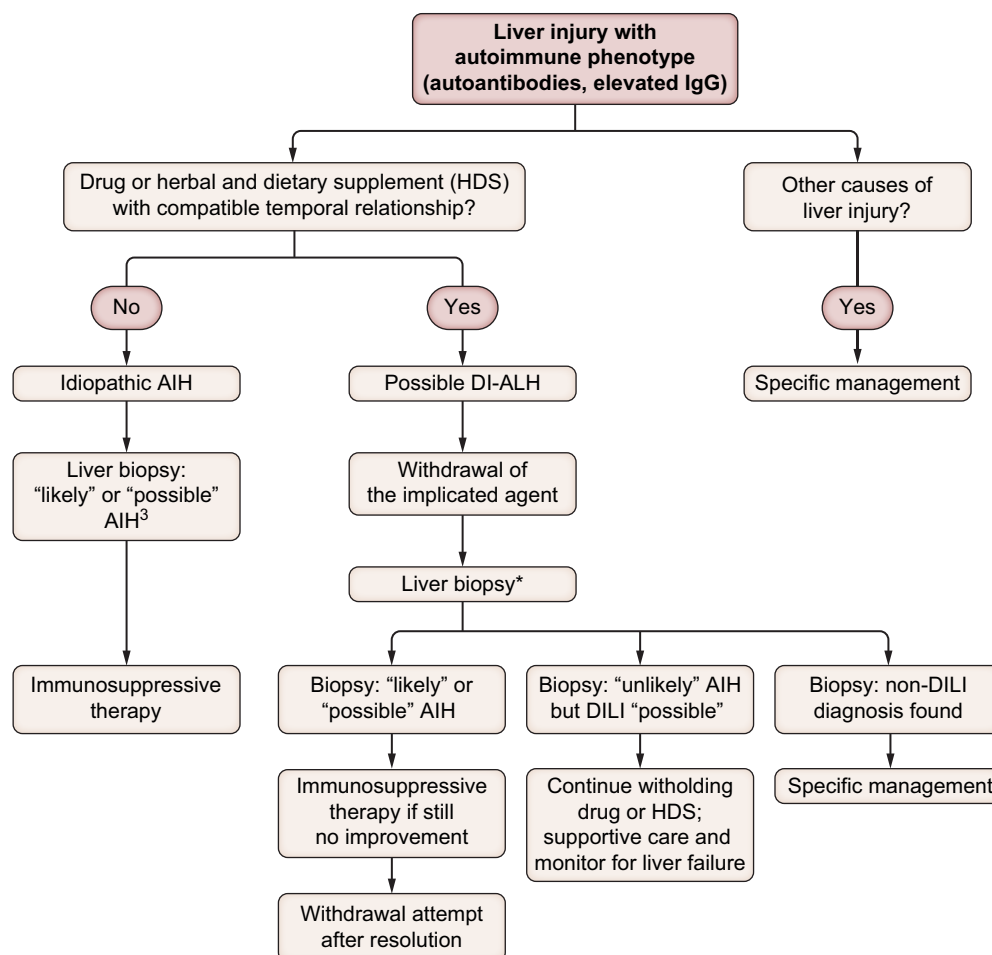 Liver injury with
autoimmune phenotype
(autoantibodies, elevated IgG)
Drug or herbal and dietary supplement (HDS)
with compatible temporal relationship?
Other causes of
liver injury?
No
Yes
Yes
Idiopathic AIH
Possible DI-ALH
Specific management
Liver biopsy:
“likely” or “possible”
AIH3
Withdrawal of
the implicated agent
Liver biopsy*
Immunosuppressive
therapy
Biopsy: “likely” or
“possible” AIH
Biopsy: “unlikely” AIH
but DILI “possible”
Biopsy: non-DILI
diagnosis found
Immunosuppressive
therapy if still
no improvement
Continue witholding
drug or HDS;
supportive care and
monitor for liver failure
Specific management
Withdrawal attempt
after resolution